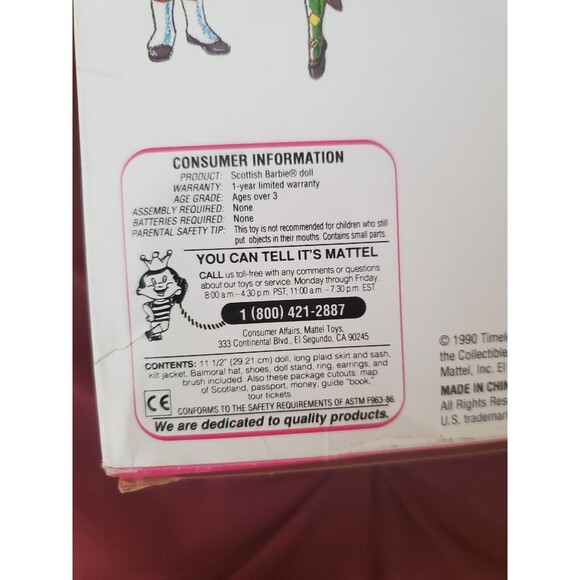 CONSUMER INFORMATION
PRODUCT: Scottish Barbie® doll
WARRANTY: 1-year limited warranty
AGE GRADE: Ages over 3
ASSEMBLY REQUIRED: None
BATTERIES REQUIRED: None
PARENTAL SAFETY TIP: This toy is not recommended for children who still
put objects in their mouths. Contains small parts.
YOU CAN TELL IT'S MATTEL
CALL us toll-free with any comments or questions
about our toys or service. Monday through Friday.
8:00 a.m.– 4:30 p.m. PST, 11:00 a.m. – 7:30 p.m. EST.
1 (800) 421-2887
Consumer Affairs, Mattel Toys,
333 Continental Blvd., El Segundo, CA 90245
CONTENTS: 11 1/2" (29.21 cm) doll, long plaid skirt and sash,
kilt jacket. Balmoral hat, shoes, doll stand, ring, earrings, and
brush included. Also these package cutouts: map
of Scotland, passport, money, guide "book,"
tour tickets
CE
CONFORMS TO THE SAFETY REQUIREMENTS OF ASTM F963-86.
We are dedicated to quality products.
© 1990 Timel
the Collectible
Mattel, Inc. El
MADE IN CHIN
All Rights Res
U.S. trademar